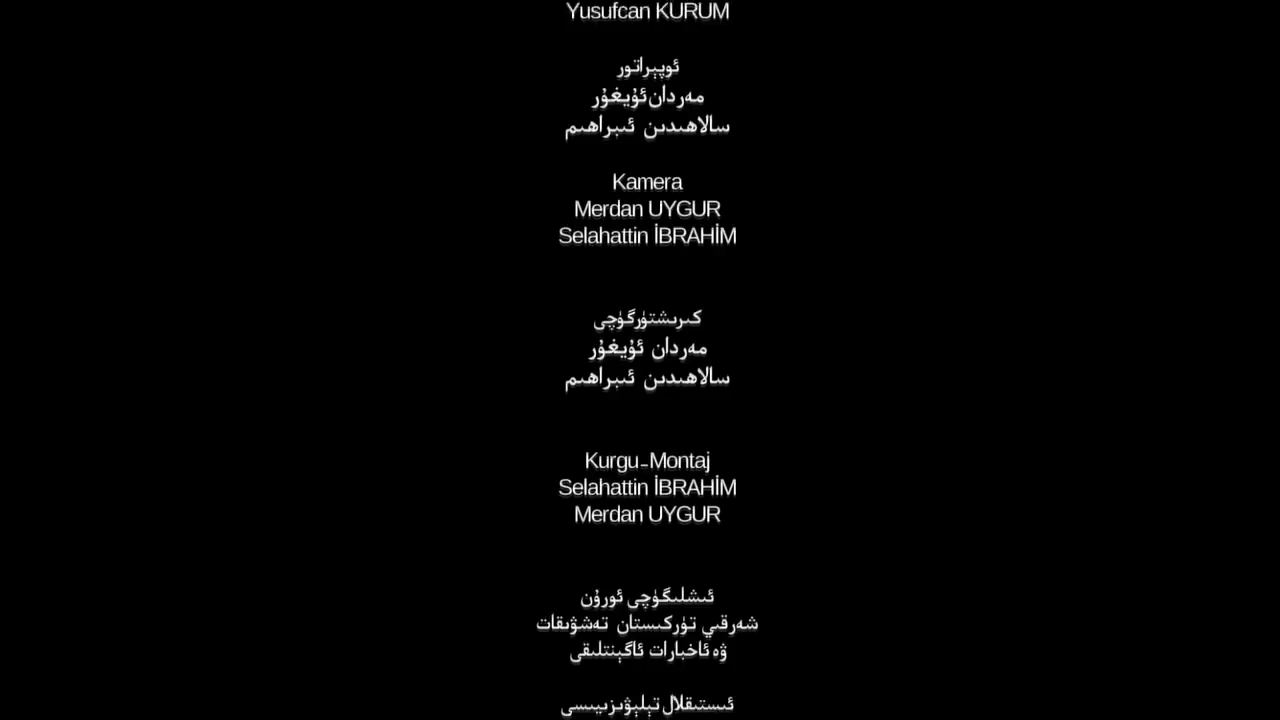 Yusufcan KURUM
ئوپېراتور
مەردان ئۇيغۇر
سالاھىدىن ئىبراھىم
Kamera
Merdan UYGUR
Selahattin İBRAHİM
كىرىشتۈرگۈچى
مەردان ئۇيغۇر
سالاھىدىن ئىبراھىم
Kurgu-Montaj
Selahattin İBRAHİM
Merdan UYGUR
ئىشلىگۈچى ئورۇن
شەرقىي تۈركىستان تەشۋىقات
ۋە ئاخبارات ئاگېنتلىقى
ئىستىقلال تېلېۋىزىيىسى